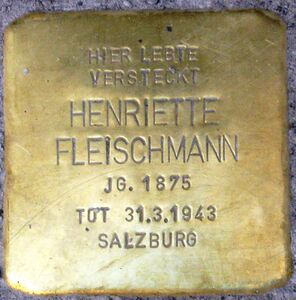 HIER LEBTE
VERSTECKT
HENRIETTE
FLEISCHMANN
JG. 1875
TOT 31.3.1943
SALZBURG